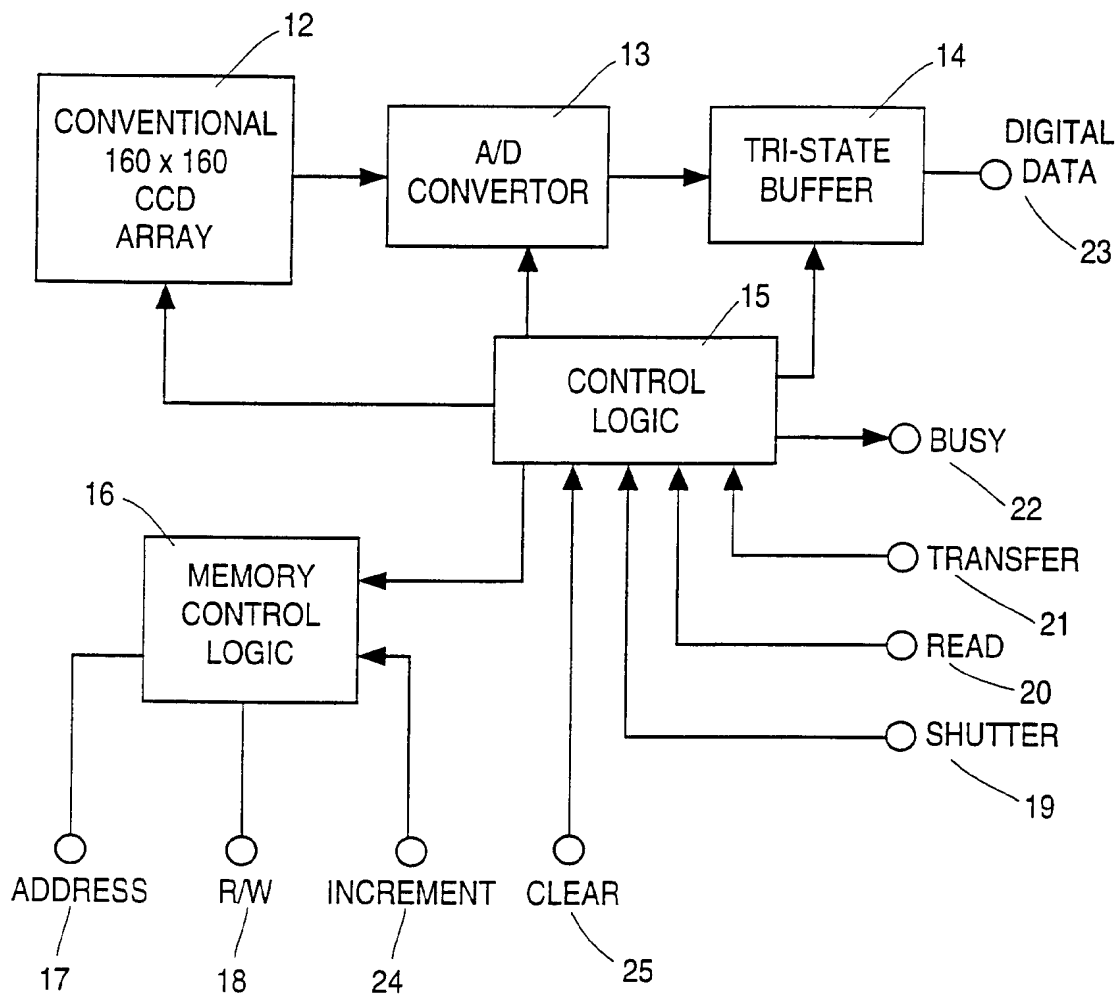 12
CONVENTIONAL
160 x 160
CCD
ARRAY
13
A/D
CONVERTOR
14
TRI-STATE
BUFFER
DIGITAL
DATA
23
15
CONTROL
LOGIC
BUSY
22
16
MEMORY
CONTROL
LOGIC
TRANSFER
21
READ
20
SHUTTER
19
ADDRESS
17
R/W
18
INCREMENT
24
CLEAR
25